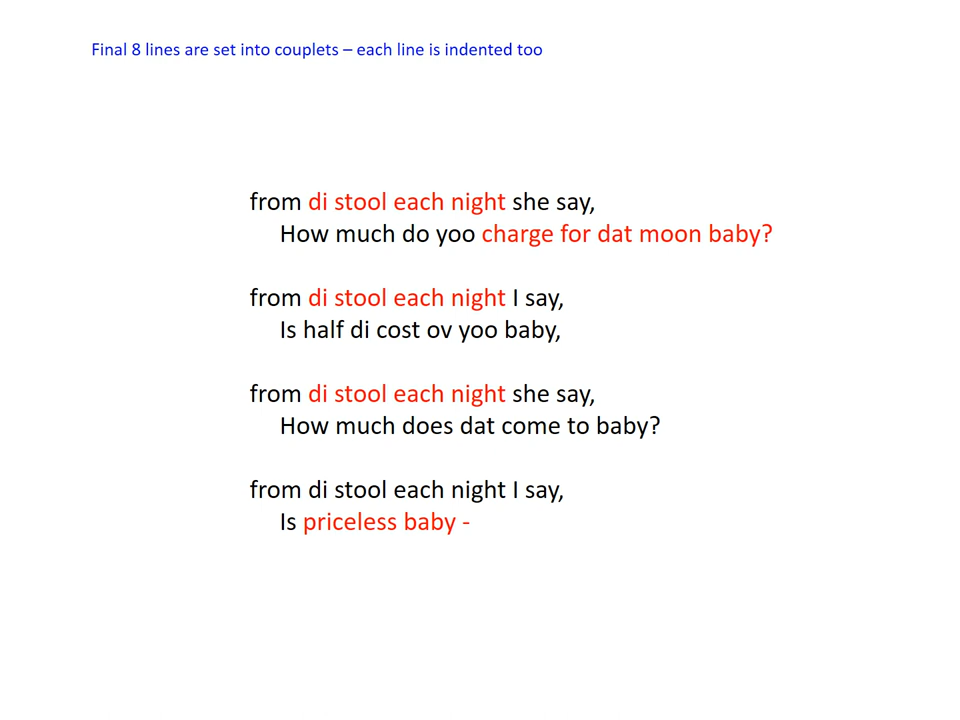 Final 8 lines are set into couplets – each line is indented too
from di stool each night she say,
How much do yoo charge for dat moon baby?
from di stool each night I say,
Is half di cost ov yoo baby,
from di stool each night she say,
How much does dat come to baby?
from di stool each night I say,
Is priceless baby -